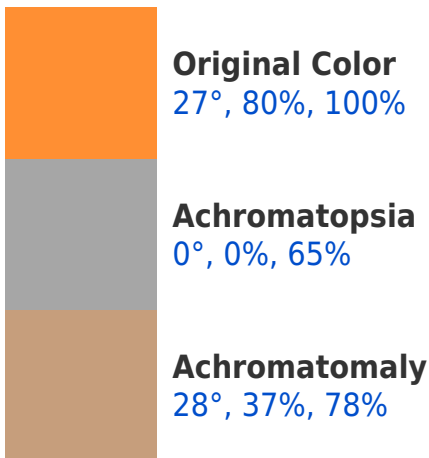 Original Color
27°, 80%, 100%
Achromatopsia
0°, 0%, 65%
Achromatomaly
28°, 37%, 78%